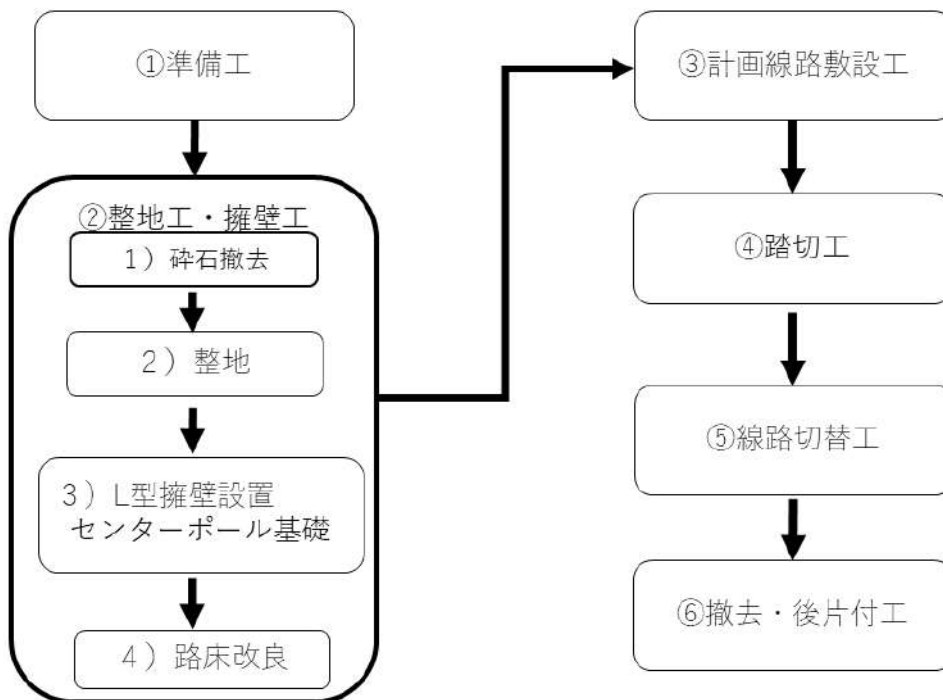 ①準備工
②整地工・擁壁工
1）砕石撤去
2）整地
3）L型擁壁設置
センターポール基礎
4）路床改良
③計画線路敷設工
④踏切工
⑤線路切替工
⑥撤去・後片付工